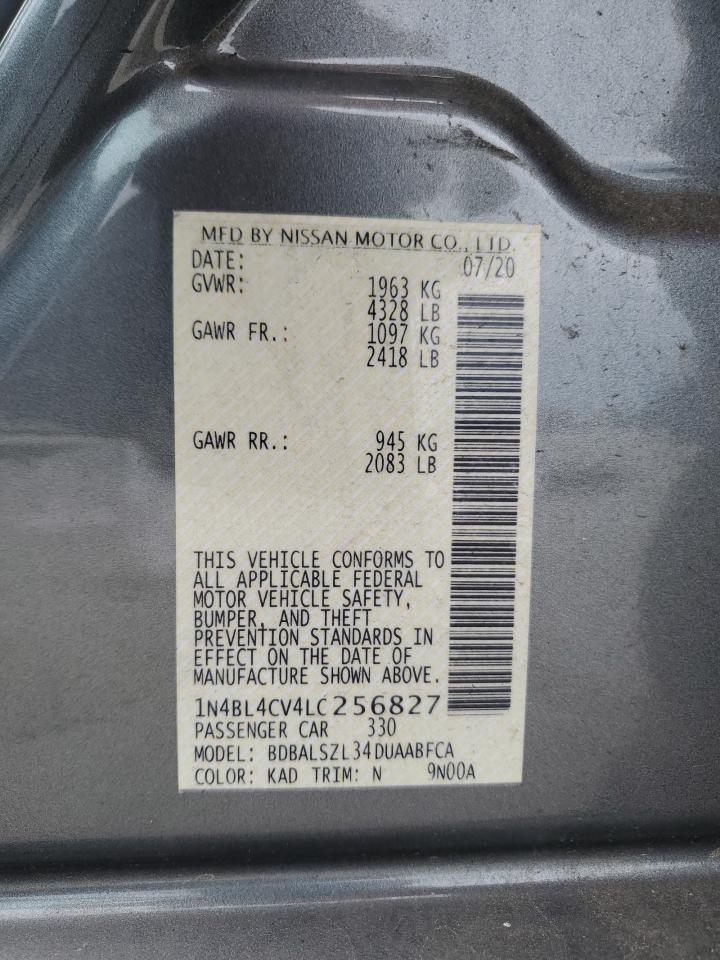 MFD BY NISSAN MOTOR CO., LTD.
DATE: 07/20
GVWR: 1963 KG
4328 LB
GAWR FR.: 1097 KG
2418 LB
GAWR RR.: 945 KG
2083 LB
THIS VEHICLE CONFORMS TO
ALL APPLICABLE FEDERAL
MOTOR VEHICLE SAFETY,
BUMPER, AND THEFT
PREVENTION STANDARDS IN
EFFECT ON THE DATE OF
MANUFACTURE SHOWN ABOVE.
1N4BL4CV4LC256827
PASSENGER CAR 330
MODEL: BDBALSZL34DUAABFCA
COLOR: KAD TRIM: N 9N00A